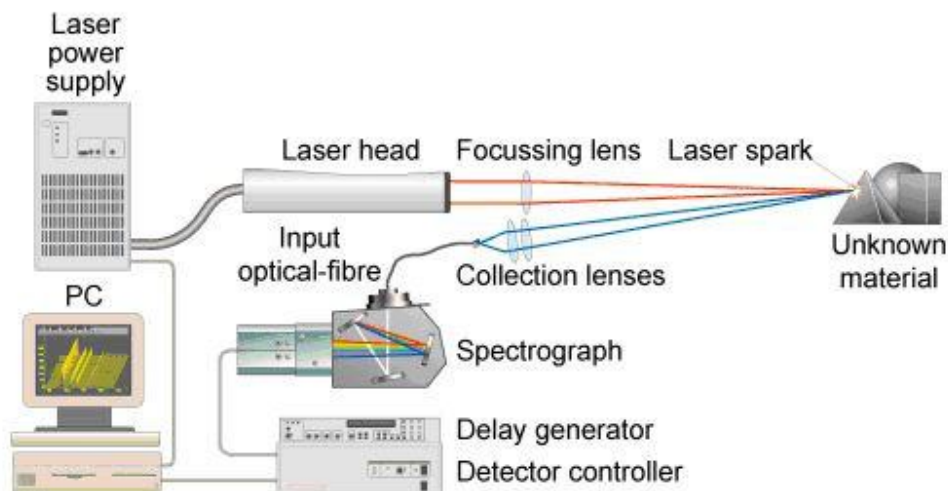 Laser
power
supply
Laser head
Focussing lens
Laser spark
Input
optical-fibre
Collection lenses
Unknown
material
PC
Spectrograph
Delay generator
Detector controller